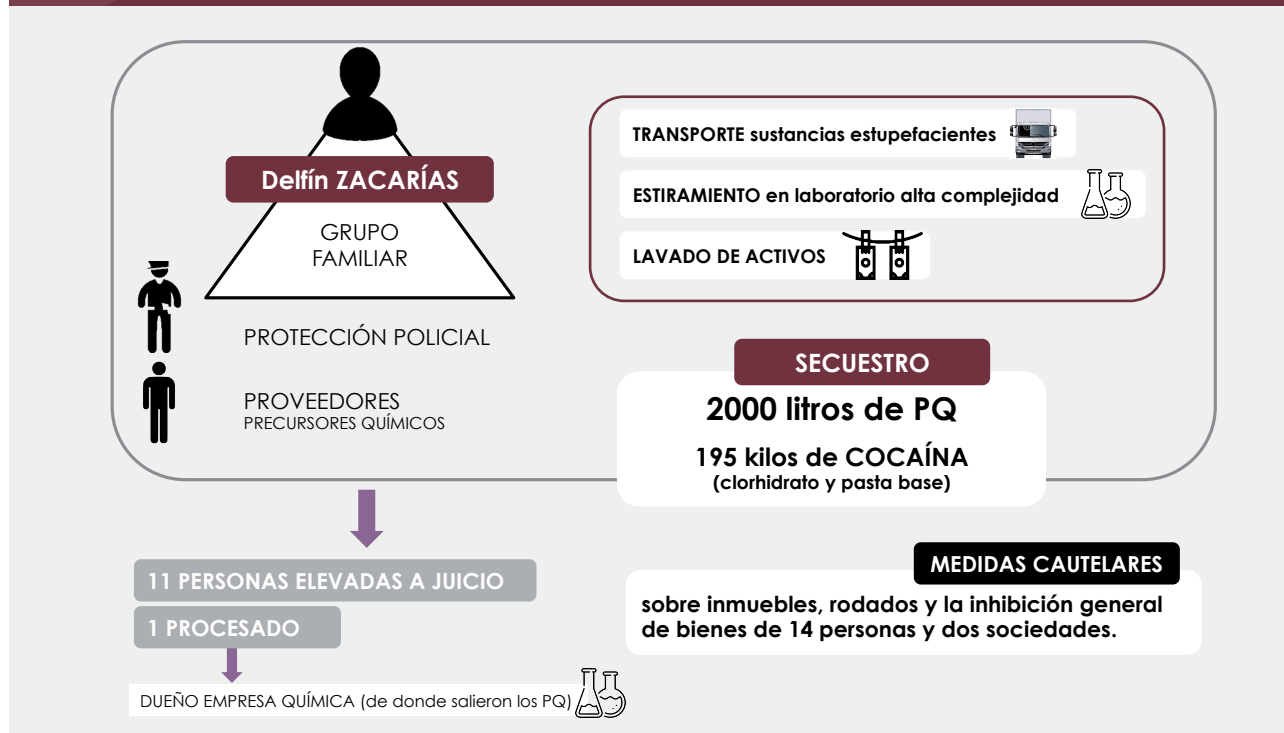 Delfín ZACARÍAS
GRUPO
FAMILIAR
PROTECCIÓN POLICIAL
PROVEEDORES
PRECURSORES QUÍMICOS
TRANSPORTE sustancias estupefacientes
ESTIRAMIENTO en laboratorio alta complejidad
LAVADO DE ACTIVOS
SECUESTRO
2000 litros de PQ
195 kilos de COCAÍNA
(clorhidrato y pasta base)
11 PERSONAS ELEVADAS A JUICIO
1 PROCESADO
DUEÑO EMPRESA QUÍMICA (de donde salieron los PQ)
MEDIDAS CAUTELARES
sobre inmuebles, rodados y la inhibición general
de bienes de 14 personas y dos sociedades.